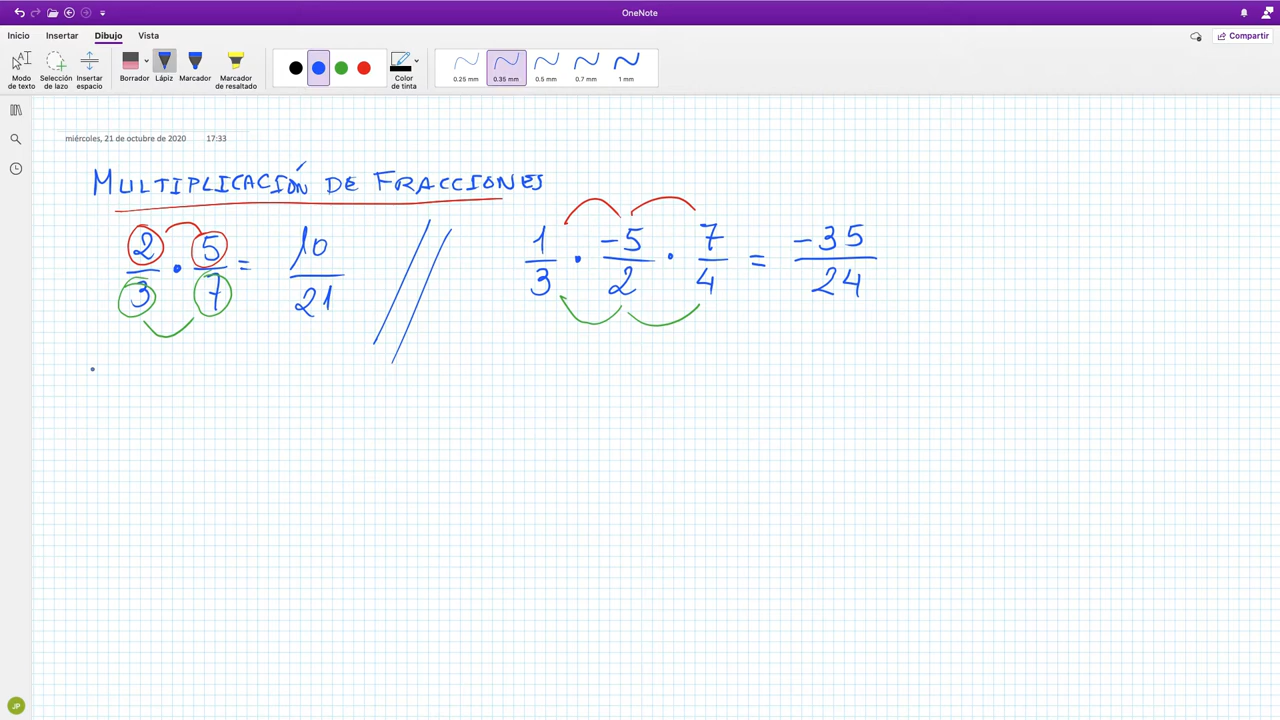 OneNote
Inicio Insertar Dibujo Vista Compartir
Modo de texto Selección de lazo Insertar espacio Borrador Lápiz Marcador Marcador de resaltado Color de tinta 0.25 mm 0.35 mm 0.5 mm 0.7 mm 1 mm
miércoles, 21 de octubre de 2020 17:33
MULTIPLICACIÓN DE FRACCIONES
2/3 · 5/7 = 10/21 // 1/3 · -5/2 · 7/4 = -35/24
JP